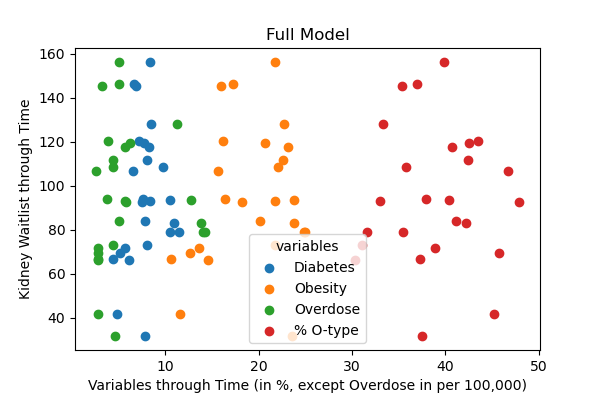 Full Model
160
140
120
100
80
60
40
Kidney Waitlist through Time
variables
Diabetes
Obesity
Overdose
% O-type
10
20
30
40
50
Variables through Time (in %, except Overdose in per 100,000)